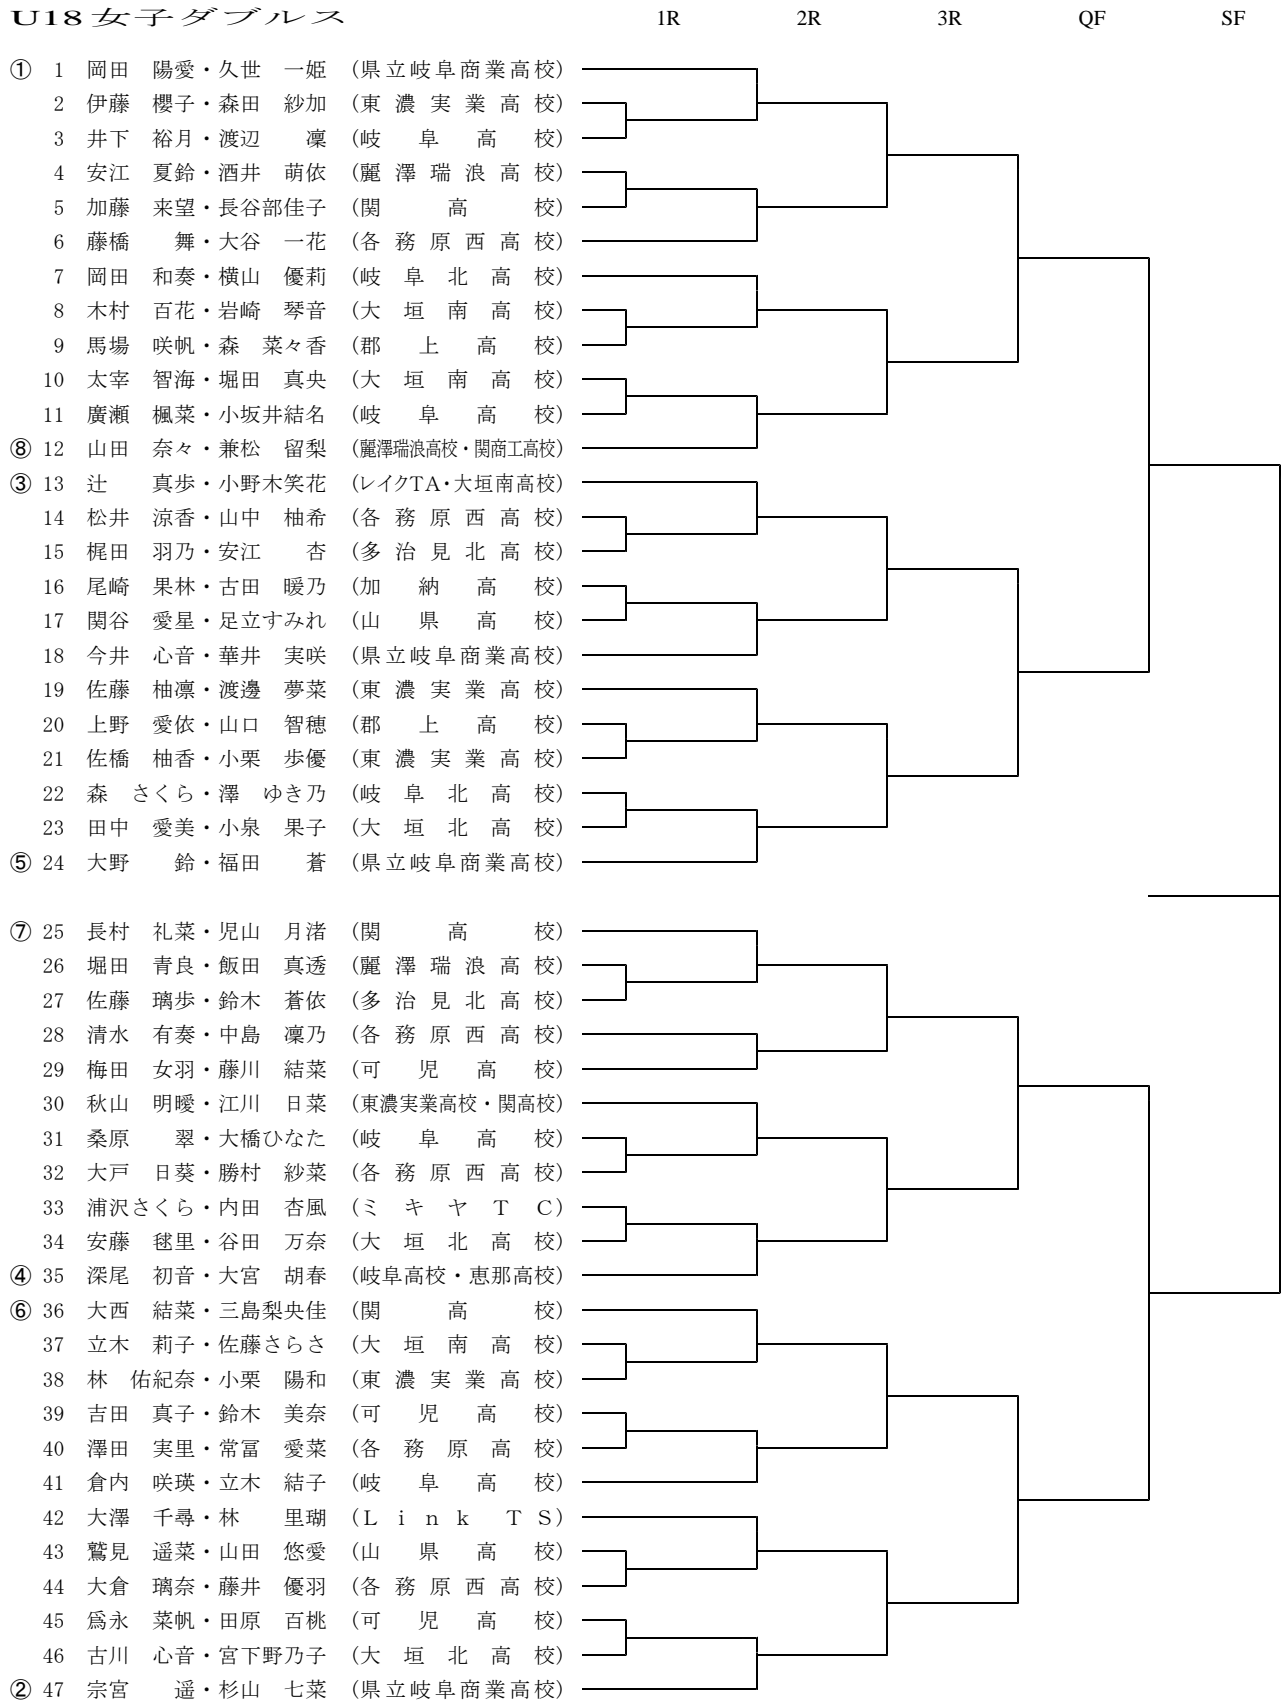 U18女子ダブルス 1R 2R 3R QF SF
① 1 岡田 陽愛・久世 一姫 (県立岐阜商業高校)
2 伊藤 櫻子・森田 紗加 (東濃実業高校)
3 井下 裕月・渡辺 凜 (岐阜高校)
4 安江 夏鈴・酒井 萌依 (麗澤瑞浪高校)
5 加藤 来望・長谷部佳子 (関高校)
6 藤橋 舞・大谷 一花 (各務原西高校)
7 岡田 和奏・横山 優莉 (岐阜北高校)
8 木村 百花・岩崎 琴音 (大垣南高校)
9 馬場 咲帆・森 菜々香 (郡上高校)
10 太宰 智海・堀田 真央 (大垣南高校)
11 廣瀬 楓菜・小坂井結名 (岐阜高校)
⑧ 12 山田 奈々・兼松 留梨 (麗澤瑞浪高校・関商工高校)
③ 13 辻 真歩・小野木笑花 (レイクTA・大垣南高校)
14 松井 涼香・山中 柚希 (各務原西高校)
15 梶田 羽乃・安江 杏 (多治見北高校)
16 尾崎 果林・古田 暖乃 (加納高校)
17 関谷 愛星・足立すみれ (山県高校)
18 今井 心音・華井 実咲 (県立岐阜商業高校)
19 佐藤 柚凛・渡邊 夢菜 (東濃実業高校)
20 上野 愛依・山口 智穂 (郡上高校)
21 佐橋 柚香・小栗 歩優 (東濃実業高校)
22 森 さくら・澤 ゆき乃 (岐阜北高校)
23 田中 愛美・小泉 果子 (大垣北高校)
⑤ 24 大野 鈴・福田 蒼 (県立岐阜商業高校)
⑦ 25 長村 礼菜・児山 月渚 (関高校)
26 堀田 青良・飯田 真透 (麗澤瑞浪高校)
27 佐藤 璃歩・鈴木 蒼依 (多治見北高校)
28 清水 有奏・中島 凜乃 (各務原西高校)
29 梅田 女羽・藤川 結菜 (可児高校)
30 秋山 明曖・江川 日菜 (東濃実業高校・関高校)
31 桑原 翠・大橋ひなた (岐阜高校)
32 大戸 日葵・勝村 紗菜 (各務原西高校)
33 浦沢さくら・内田 杏風 (ミキヤTC)
34 安藤 毬里・谷田 万奈 (大垣北高校)
④ 35 深尾 初音・大宮 胡春 (岐阜高校・恵那高校)
⑥ 36 大西 結菜・三島梨央佳 (関高校)
37 立木 莉子・佐藤さらさ (大垣南高校)
38 林 佑紀奈・小栗 陽和 (東濃実業高校)
39 吉田 真子・鈴木 美奈 (可児高校)
40 澤田 実里・常冨 愛菜 (各務原高校)
41 倉内 咲瑛・立木 結子 (岐阜高校)
42 大澤 千尋・林 里瑚 (Link TS)
43 鷲見 遥菜・山田 悠愛 (山県高校)
44 大倉 璃奈・藤井 優羽 (各務原西高校)
45 爲永 菜帆・田原 百桃 (可児高校)
46 古川 心音・宮下野乃子 (大垣北高校)
② 47 宗宮 遥・杉山 七菜 (県立岐阜商業高校)